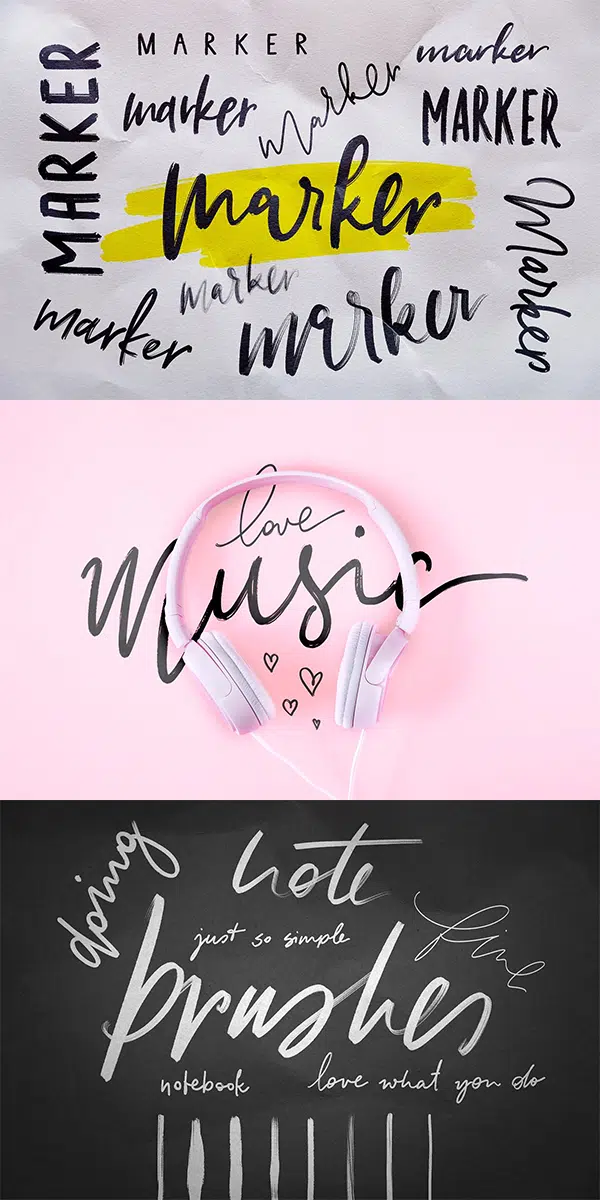 MARKER
MARKER
marker
marker
marker
MARKER
marker
Marker
marker
marker
marker
love
Music
doing
note
just so simple
fine
brushes
notebook
love what you do